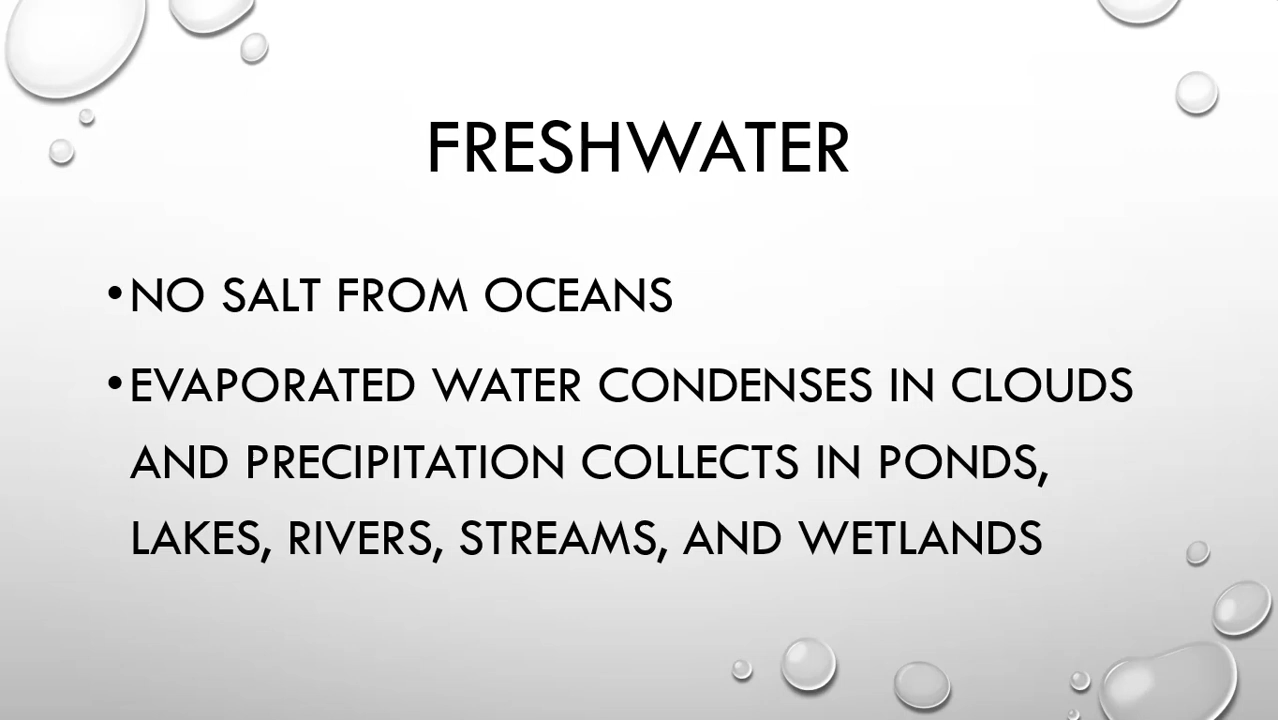 FRESHWATER
•NO SALT FROM OCEANS
•EVAPORATED WATER CONDENSES IN CLOUDS
AND PRECIPITATION COLLECTS IN PONDS,
LAKES, RIVERS, STREAMS, AND WETLANDS